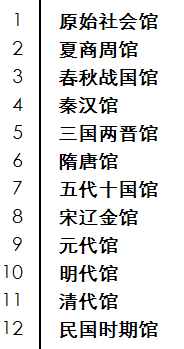 1 原始社会馆
2 夏商周馆
3 春秋战国馆
4 秦汉馆
5 三国两晋馆
6 隋唐馆
7 五代十国馆
8 宋辽金馆
9 元代馆
10 明代馆
11 清代馆
12 民国时期馆